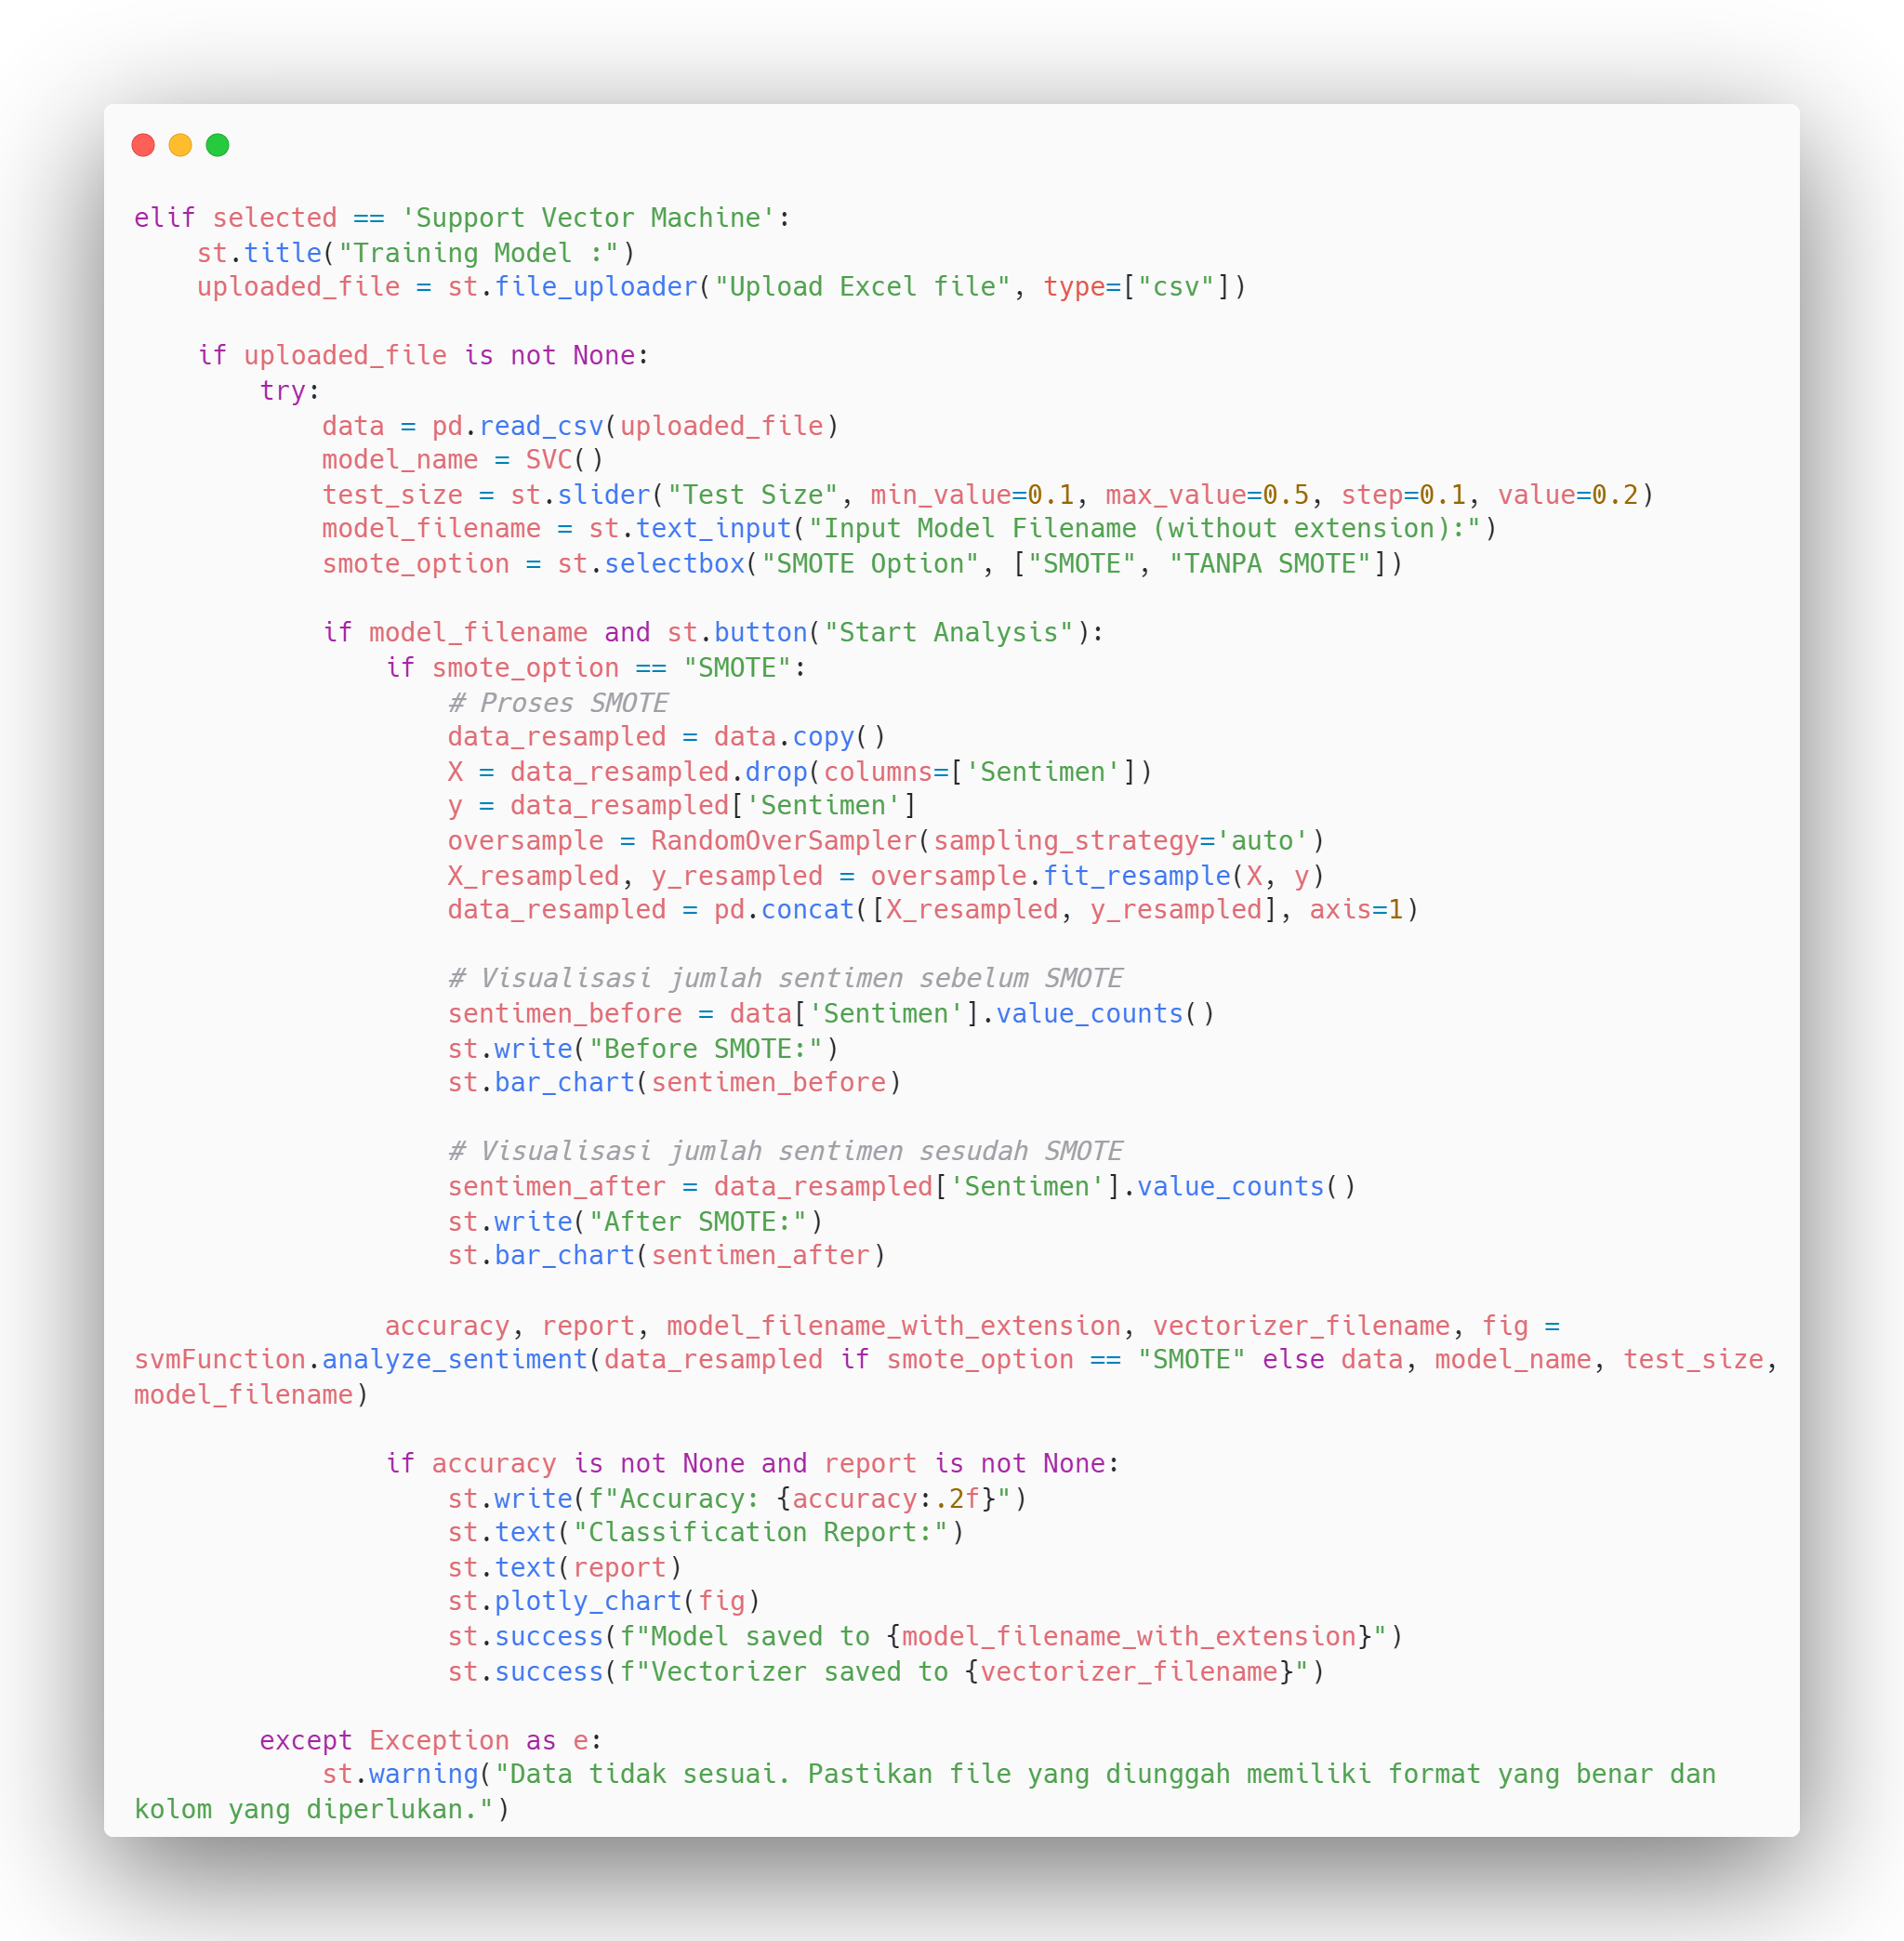 elif selected == 'Support Vector Machine':
    st.title("Training Model :")
    uploaded_file = st.file_uploader("Upload Excel file", type=["csv"])

    if uploaded_file is not None:
        try:
            data = pd.read_csv(uploaded_file)
            model_name = SVC()
            test_size = st.slider("Test Size", min_value=0.1, max_value=0.5, step=0.1, value=0.2)
            model_filename = st.text_input("Input Model Filename (without extension):")
            smote_option = st.selectbox("SMOTE Option", ["SMOTE", "TANPA SMOTE"])

            if model_filename and st.button("Start Analysis"):
                if smote_option == "SMOTE":
                    # Proses SMOTE
                    data_resampled = data.copy()
                    X = data_resampled.drop(columns=['Sentimen'])
                    y = data_resampled['Sentimen']
                    oversample = RandomOverSampler(sampling_strategy='auto')
                    X_resampled, y_resampled = oversample.fit_resample(X, y)
                    data_resampled = pd.concat([X_resampled, y_resampled], axis=1)

                    # Visualisasi jumlah sentimen sebelum SMOTE
                    sentimen_before = data['Sentimen'].value_counts()
                    st.write("Before SMOTE:")
                    st.bar_chart(sentimen_before)

                    # Visualisasi jumlah sentimen sesudah SMOTE
                    sentimen_after = data_resampled['Sentimen'].value_counts()
                    st.write("After SMOTE:")
                    st.bar_chart(sentimen_after)

                accuracy, report, model_filename_with_extension, vectorizer_filename, fig =
svmFunction.analyze_sentiment(data_resampled if smote_option == "SMOTE" else data, model_name, test_size,
model_filename)

                if accuracy is not None and report is not None:
                    st.write(f"Accuracy: {accuracy:.2f}")
                    st.text("Classification Report:")
                    st.text(report)
                    st.plotly_chart(fig)
                    st.success(f"Model saved to {model_filename_with_extension}")
                    st.success(f"Vectorizer saved to {vectorizer_filename}")

        except Exception as e:
            st.warning("Data tidak sesuai. Pastikan file yang diunggah memiliki format yang benar dan
kolom yang diperlukan.")